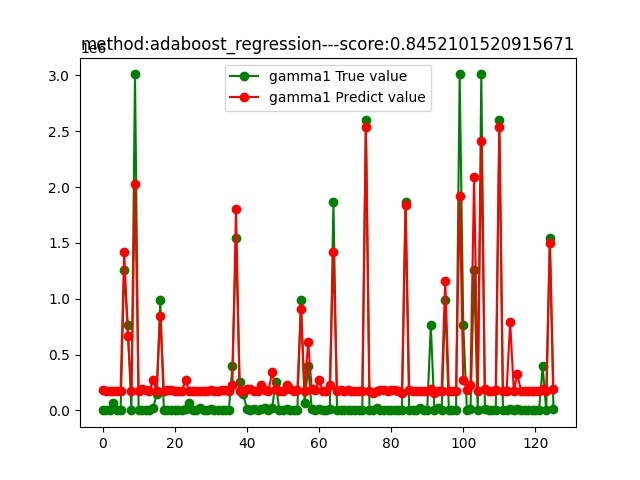 method:adaboost_regression---score:0.8452101520915671
1e6
gamma1 True value
gamma1 Predict value
3.0
2.5
2.0
1.5
1.0
0.5
0.0
0 20 40 60 80 100 120